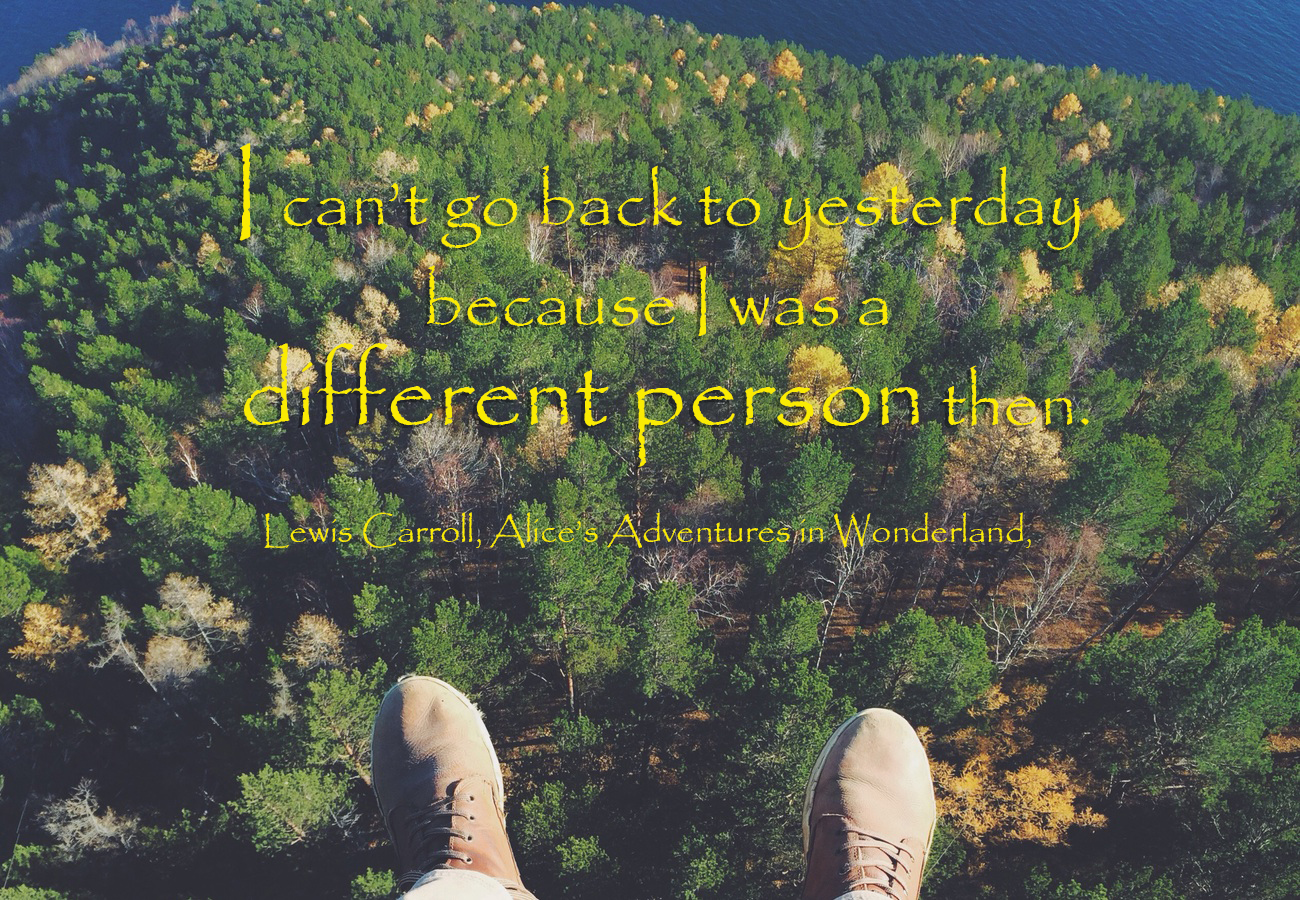 I can’t go back to yesterday
because I was a
different person then.
Lewis Carroll, Alice’s Adventures in Wonderland,